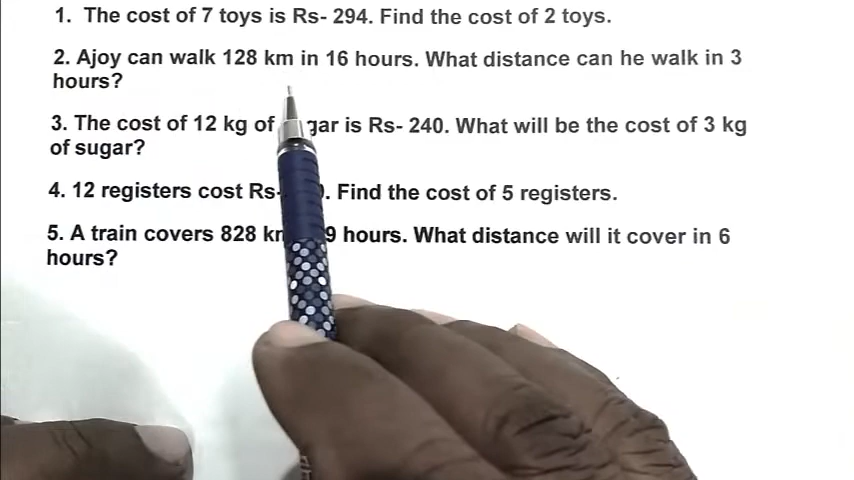 1. The cost of 7 toys is Rs- 294. Find the cost of 2 toys.
2. Ajoy can walk 128 km in 16 hours. What distance can he walk in 3
hours?
3. The cost of 12 kg of gar is Rs- 240. What will be the cost of 3 kg
of sugar?
4. 12 registers cost Rs- . Find the cost of 5 registers.
5. A train covers 828 km 9 hours. What distance will it cover in 6
hours?